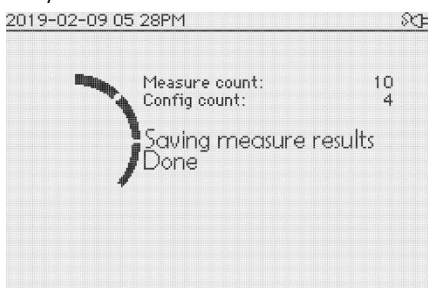 2019-02-09 05 28PM
Measure count: 10
Config count: 4
Saving measure results
Done